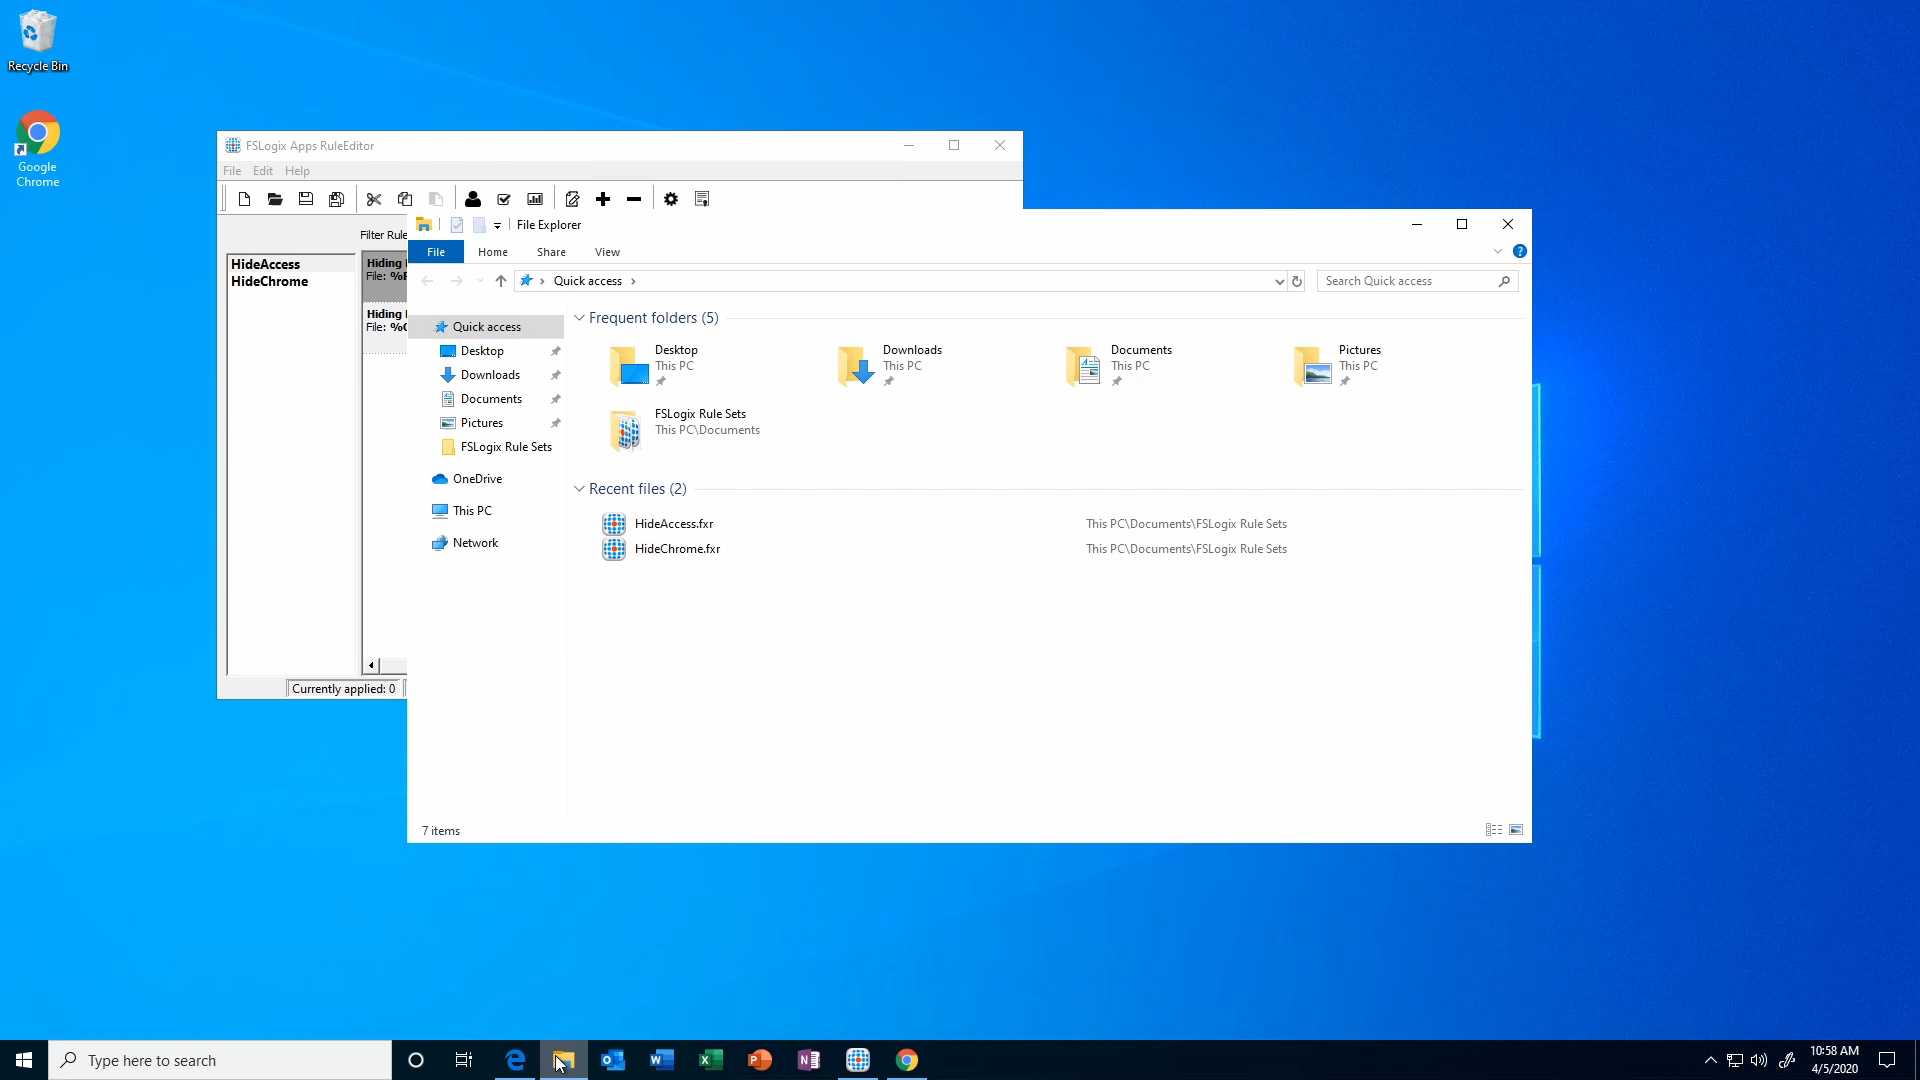 Recycle Bin
Google
Chrome
FSLogix Apps RuleEditor
File Edit Help
Filter Rule
HideAccess
HideChrome
Hiding
File: 
Hiding
File: 
Currently applied: 0
File Explorer
File Home Share View
Quick access
Search Quick access
Quick access
Desktop
Downloads
Documents
Pictures
FSLogix Rule Sets
OneDrive
This PC
Network
Frequent folders (5)
Desktop
This PC
Downloads
This PC
Documents
This PC
Pictures
This PC
FSLogix Rule Sets
This PC\Documents
Recent files (2)
HideAccess.fxr This PC\Documents\FSLogix Rule Sets
HideChrome.fxr This PC\Documents\FSLogix Rule Sets
7 items
Type here to search
10:58 AM
4/5/2020